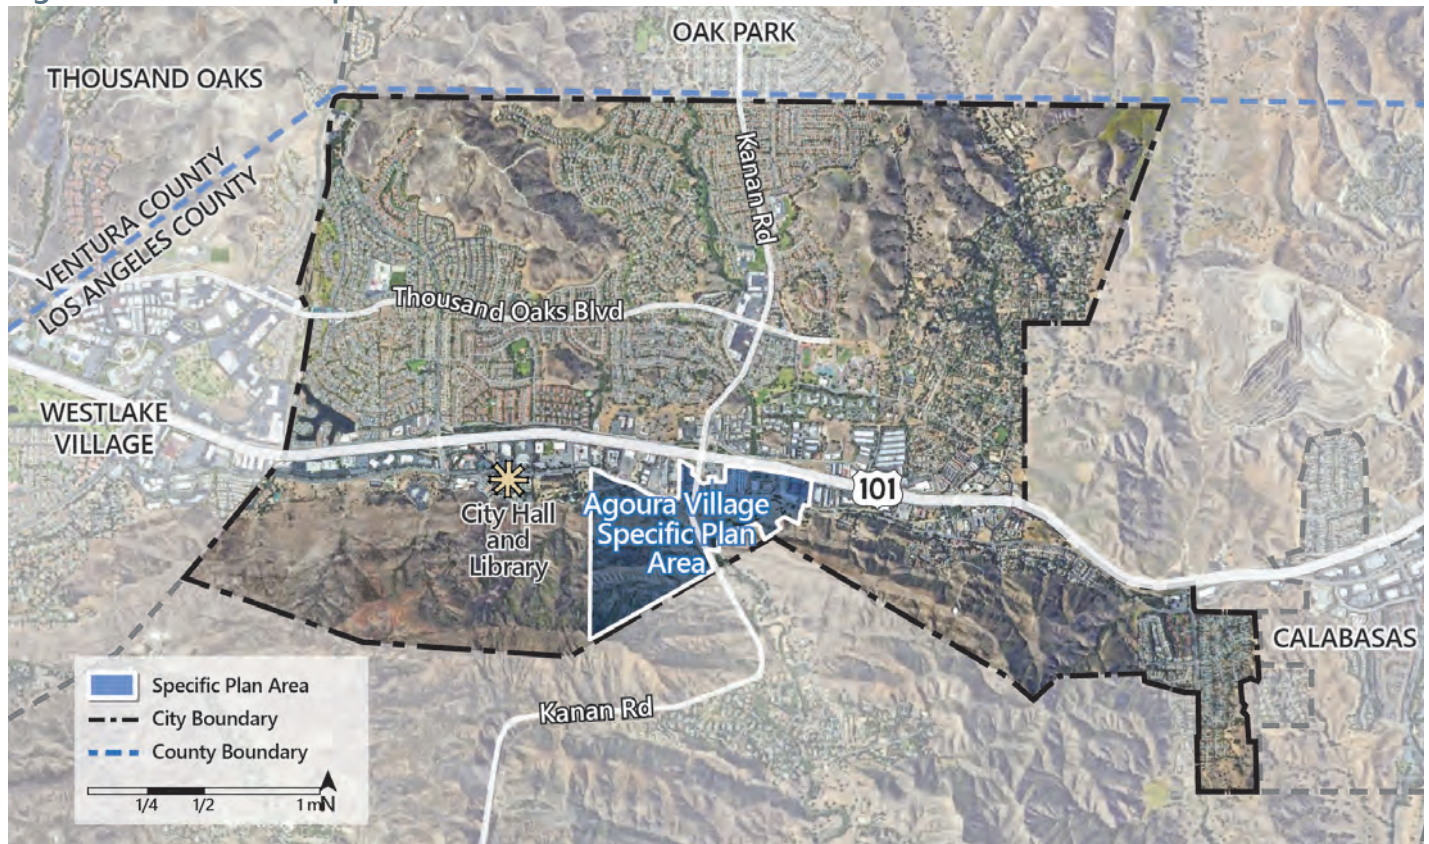 OAK PARK
THOUSAND OAKS
Kanan Rd
VENTURA COUNTY
LOS ANGELES COUNTY
Thousand Oaks Blvd
WESTLAKE
VILLAGE
101
City Hall
and
Library
Agoura Village
Specific Plan
Area
CALABASAS
Kanan Rd
Specific Plan Area
City Boundary
County Boundary
1/4 1/2 1 mi
N